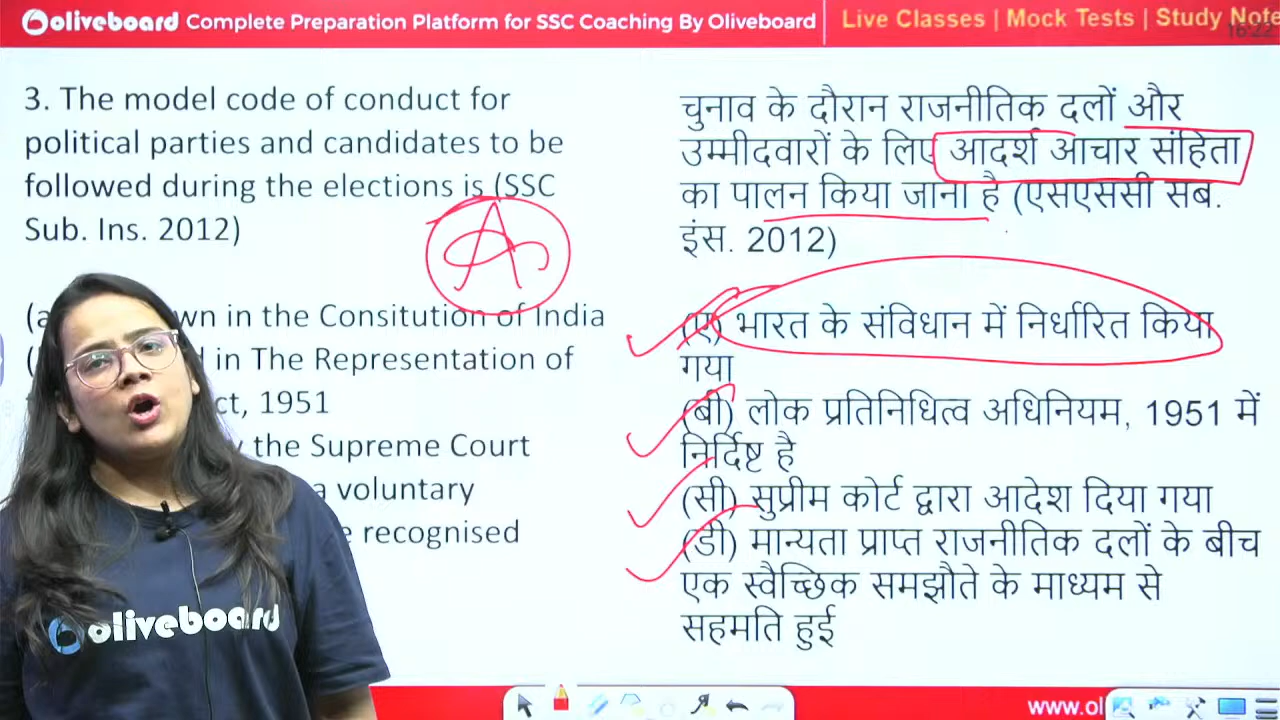 oliveboard Complete Preparation Platform for SSC Coaching By Oliveboard
Live Classes | Mock Tests | Study Note
16:22
3. The model code of conduct for
political parties and candidates to be
followed during the elections is (SSC
Sub. Ins. 2012)
A
wn in the Consitution of India
in The Representation of
ct, 1951
y the Supreme Court
a voluntary
e recognised
चुनाव के दौरान राजनीतिक दलों और
उम्मीदवारों के लिए आदर्श आचार संहिता
का पालन किया जाना है (एसएससी सब.
इंस. 2012)
(ए) भारत के संविधान में निर्धारित किया
गया
(बी) लोक प्रतिनिधित्व अधिनियम, 1951 में
निर्दिष्ट है
(सी) सुप्रीम कोर्ट द्वारा आदेश दिया गया
(डी) मान्यता प्राप्त राजनीतिक दलों के बीच
एक स्वैच्छिक समझौते के माध्यम से
सहमति हुई
oliveboard
www.ol